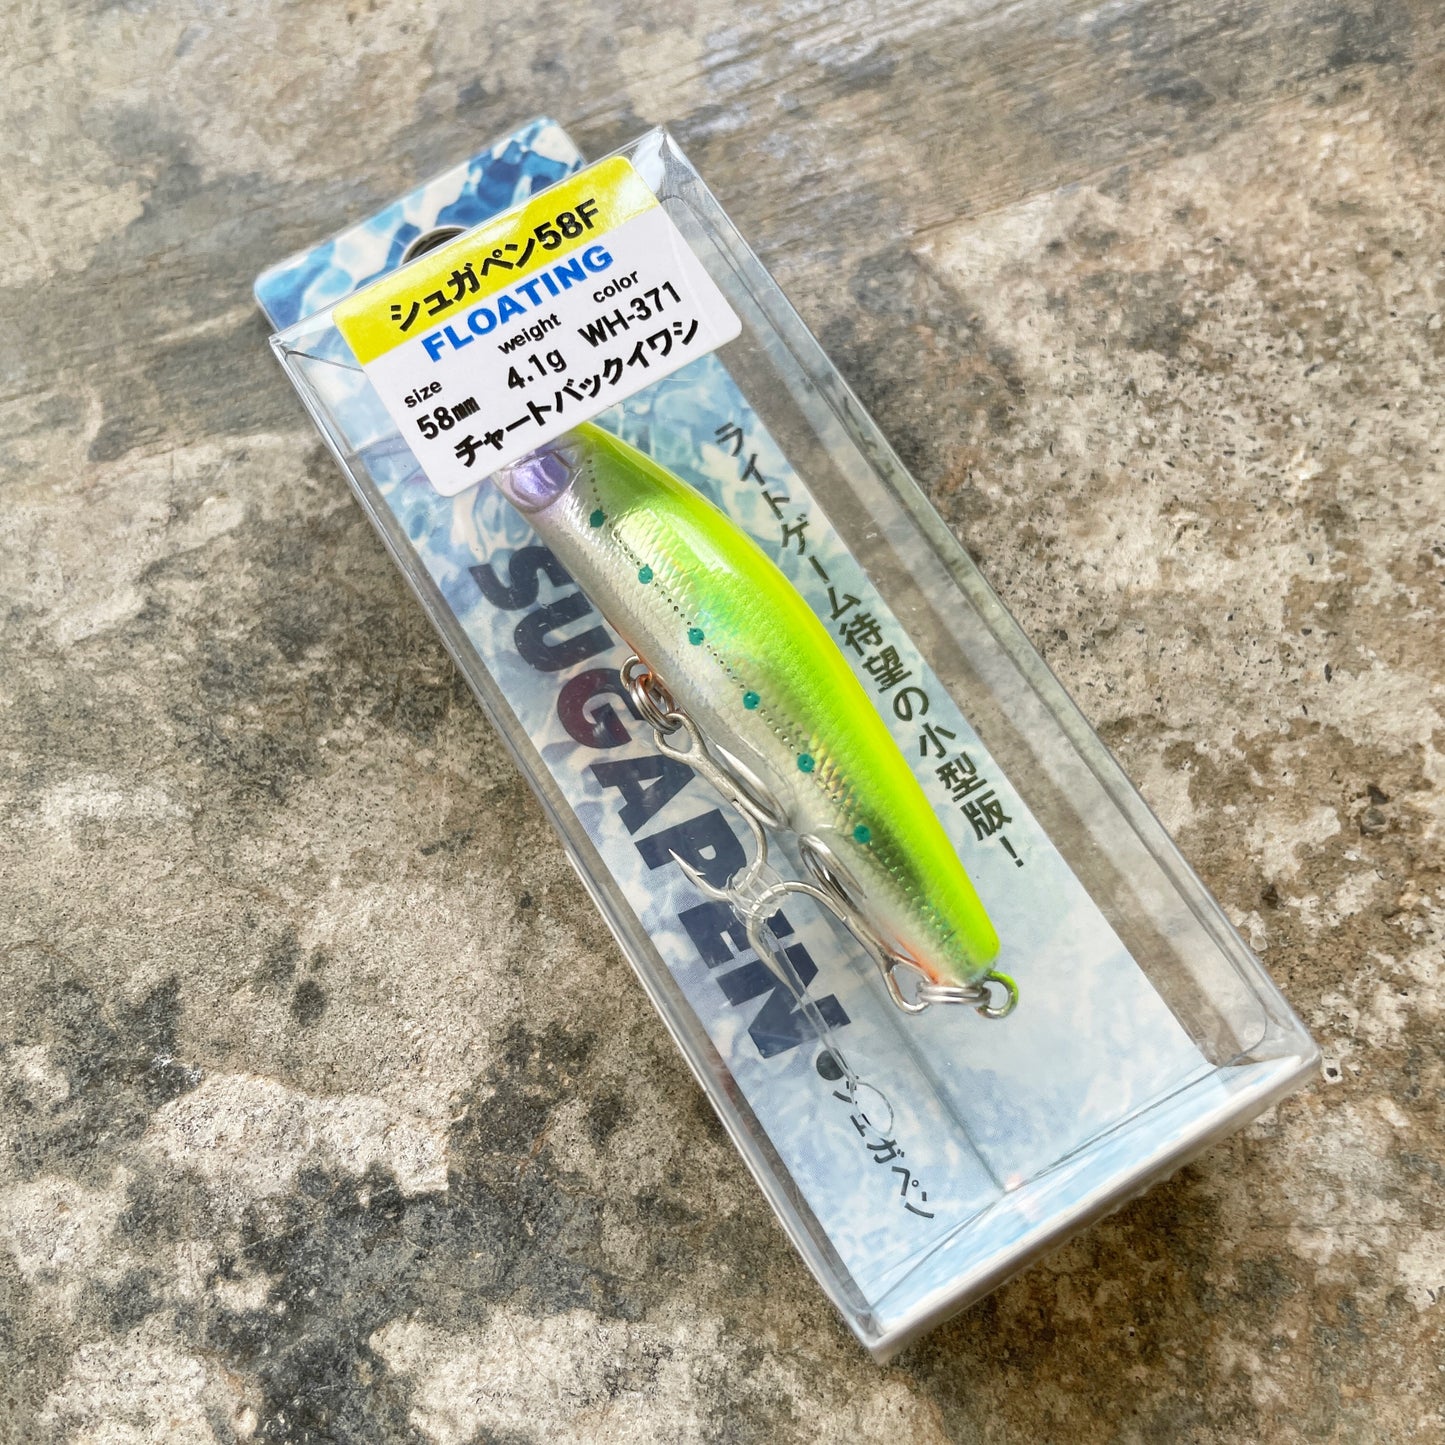 シュガペン58F
FLOATING
size weight color
58㎜ 4.1g WH-371
チャートバックイワシ
ライトゲーム待望の小型版！
SUGAPEN
シュガペン